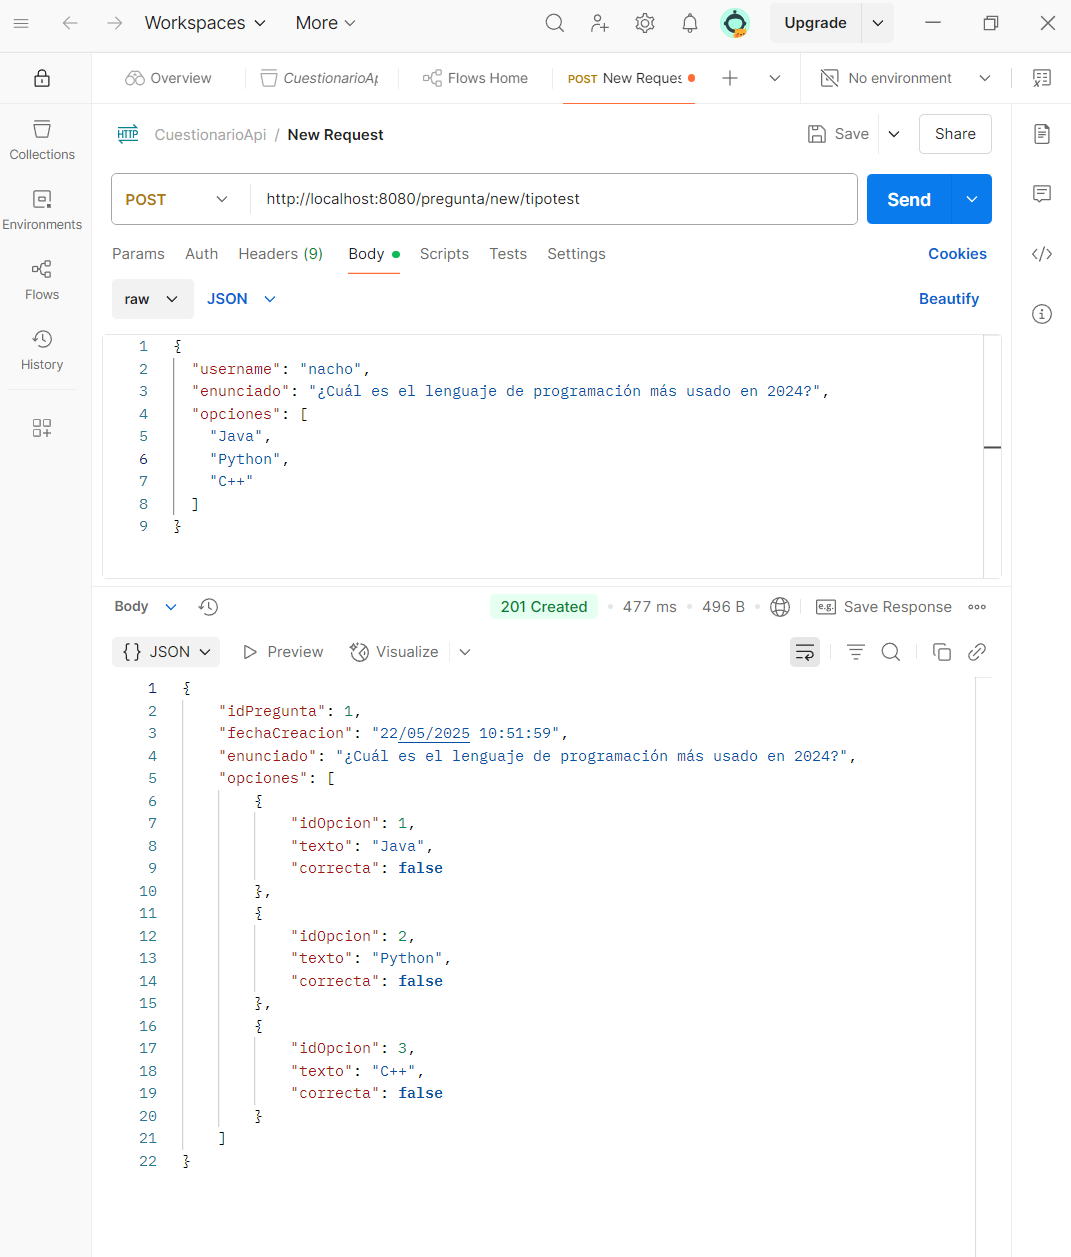 Workspaces More Upgrade
Overview CuestionarioAp Flows Home POST New Reques No environment
HTTP CuestionarioApi / New Request Save Share
Collections
Environments
Flows
History
POST http://localhost:8080/pregunta/new/tipotest Send
Params Auth Headers (9) Body Scripts Tests Settings Cookies
raw JSON Beautify
1 {
2 "username": "nacho",
3 "enunciado": "¿Cuál es el lenguaje de programación más usado en 2024?",
4 "opciones": [
5 "Java",
6 "Python",
7 "C++"
8 ]
9 }
Body 201 Created 477 ms 496 B e.g. Save Response
{} JSON Preview Visualize
1 {
2 "idPregunta": 1,
3 "fechaCreacion": "22/05/2025 10:51:59",
4 "enunciado": "¿Cuál es el lenguaje de programación más usado en 2024?",
5 "opciones": [
6 {
7 "idOpcion": 1,
8 "texto": "Java",
9 "correcta": false
10 },
11 {
12 "idOpcion": 2,
13 "texto": "Python",
14 "correcta": false
15 },
16 {
17 "idOpcion": 3,
18 "texto": "C++",
19 "correcta": false
20 }
21 ]
22 }